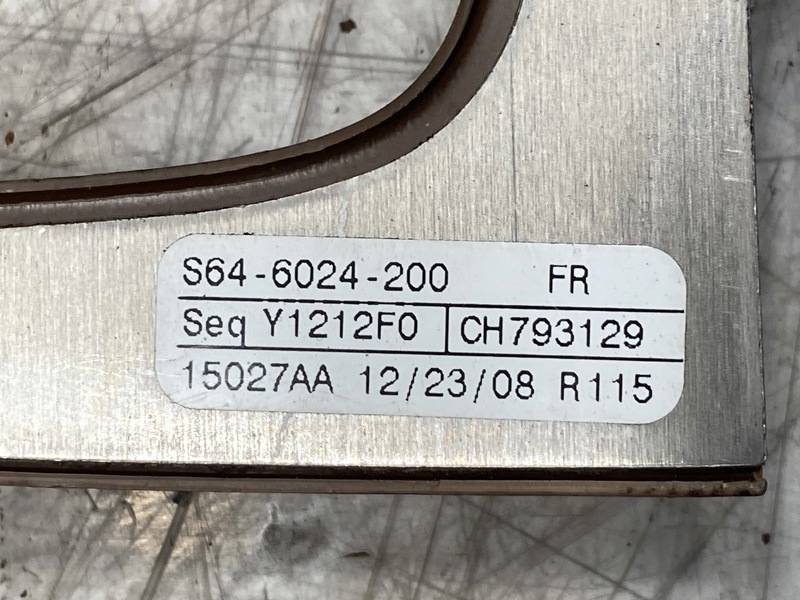 S64-6024-200 FR
Seq Y1212F0 CH793129
15027AA 12/23/08 R115